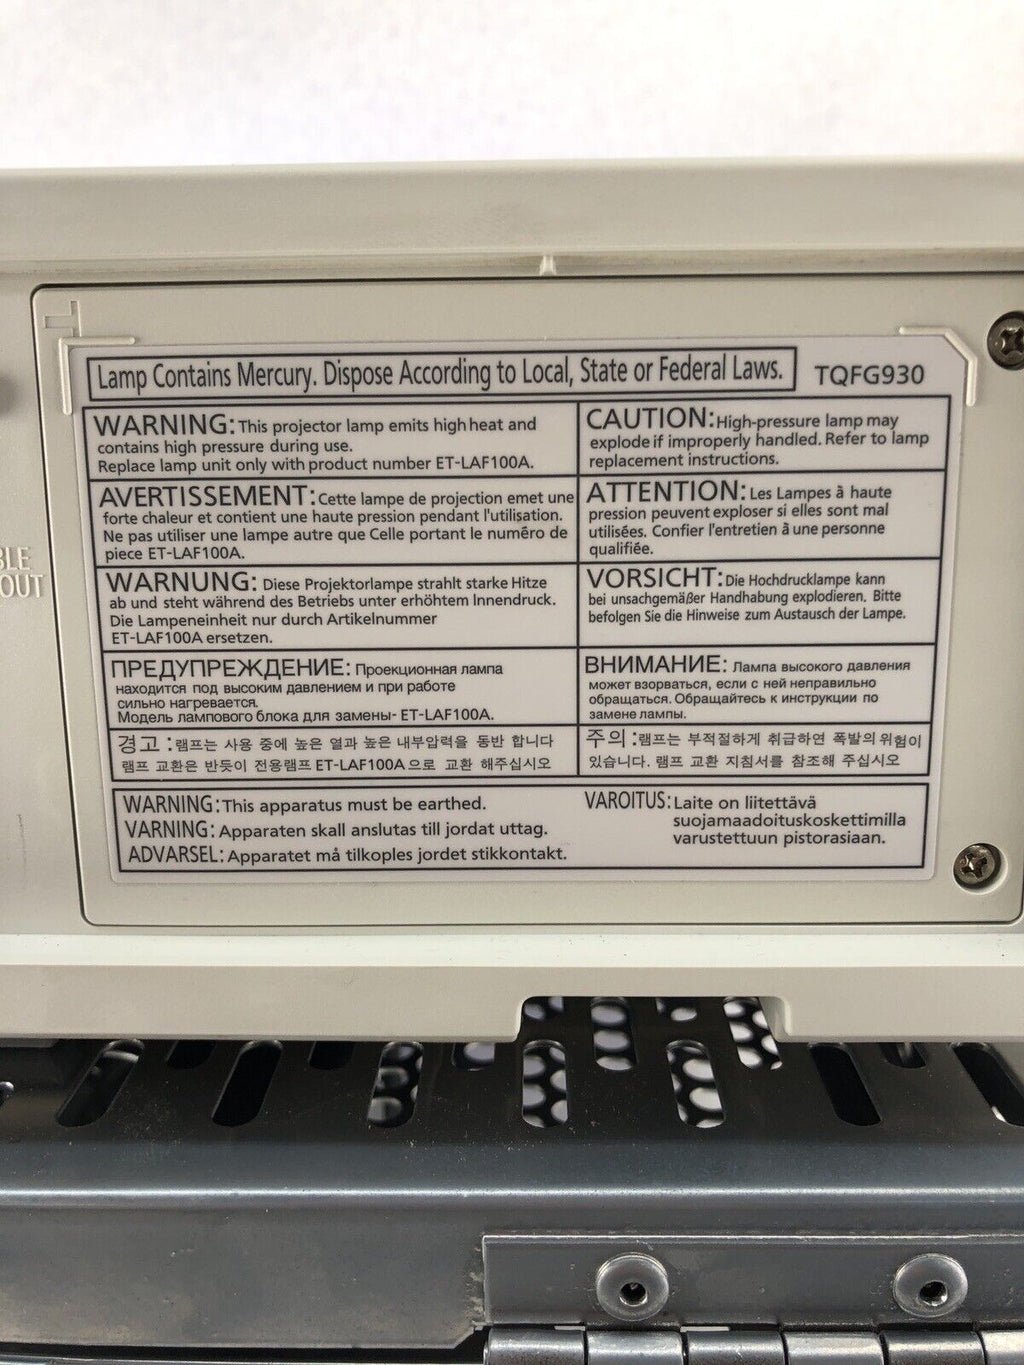 Lamp Contains Mercury. Dispose According to Local, State or Federal Laws.
TQFG930
WARNING: This projector lamp emits high heat and
contains high pressure during use.
Replace lamp unit only with product number ET-LAF100A.
CAUTION: High-pressure lamp may
explode if improperly handled. Refer to lamp
replacement instructions.
AVERTISSEMENT: Cette lampe de projection emet une
forte chaleur et contient une haute pression pendant l'utilisation.
Ne pas utiliser une lampe autre que Celle portant le numéro de
piece ET-LAF100A.
ATTENTION: Les Lampes à haute
pression peuvent exploser si elles sont mal
utilisées. Confier l'entretien à une personne
qualifiée.
WARNUNG: Diese Projektorlampe strahlt starke Hitze
ab und steht während des Betriebs unter erhöhtem Innendruck.
Die Lampeneinheit nur durch Artikelnummer
ET-LAF100A ersetzen.
VORSICHT: Die Hochdrucklampe kann
bei unsachgemäßer Handhabung explodieren. Bitte
befolgen Sie die Hinweise zum Austausch der Lampe.
ПРЕДУПРЕЖДЕНИЕ: Проекционная лампа
находится под высоким давлением и при работе
сильно нагревается.
Модель лампового блока для замены- ET-LAF100A.
ВНИМАНИЕ: Лампа высокого давления
может взорваться, если с ней неправильно
обращаться. Обращайтесь к инструкции по
замене лампы.
경고 : 램프는 사용 중에 높은 열과 높은 내부압력을 동반 합니다
램프 교환은 반듯이 전용램프 ET-LAF100A 으로 교환 해주십시오
주의 : 램프는 부적절하게 취급하면 폭발의 위험이
있습니다. 램프 교환 지침서를 참조해 주십시오
WARNING: This apparatus must be earthed.
VARNING: Apparaten skall anslutas till jordat uttag.
ADVARSEL: Apparatet må tilkoples jordet stikkontakt.
VAROITUS: Laite on liitettävä
suojamaadoituskoskettimilla
varustettuun pistorasiaan.
OUT